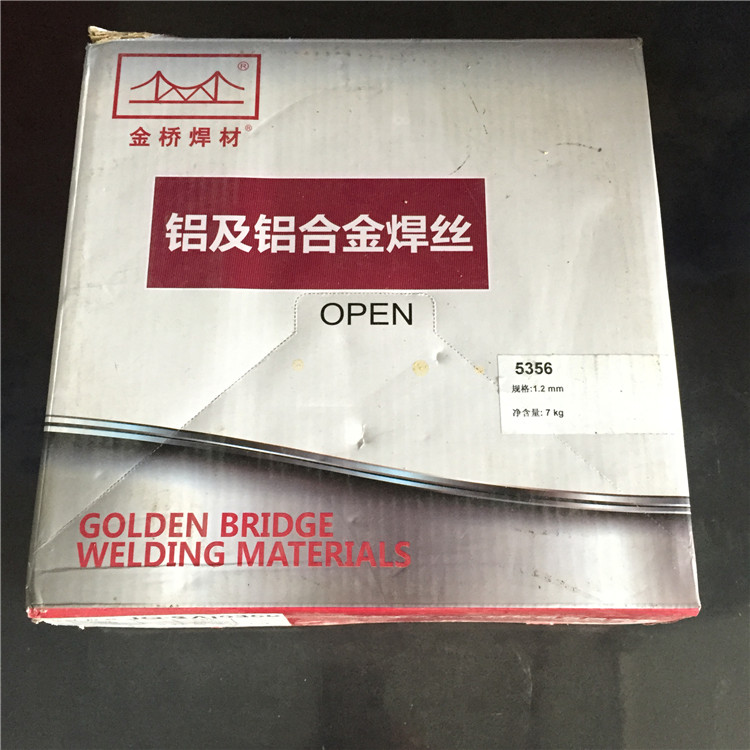 ®
金桥焊材®
铝及铝合金焊丝
OPEN
5356
规格:1.2 mm
净含量: 7 kg
GOLDEN BRIDGE
WELDING MATERIALS